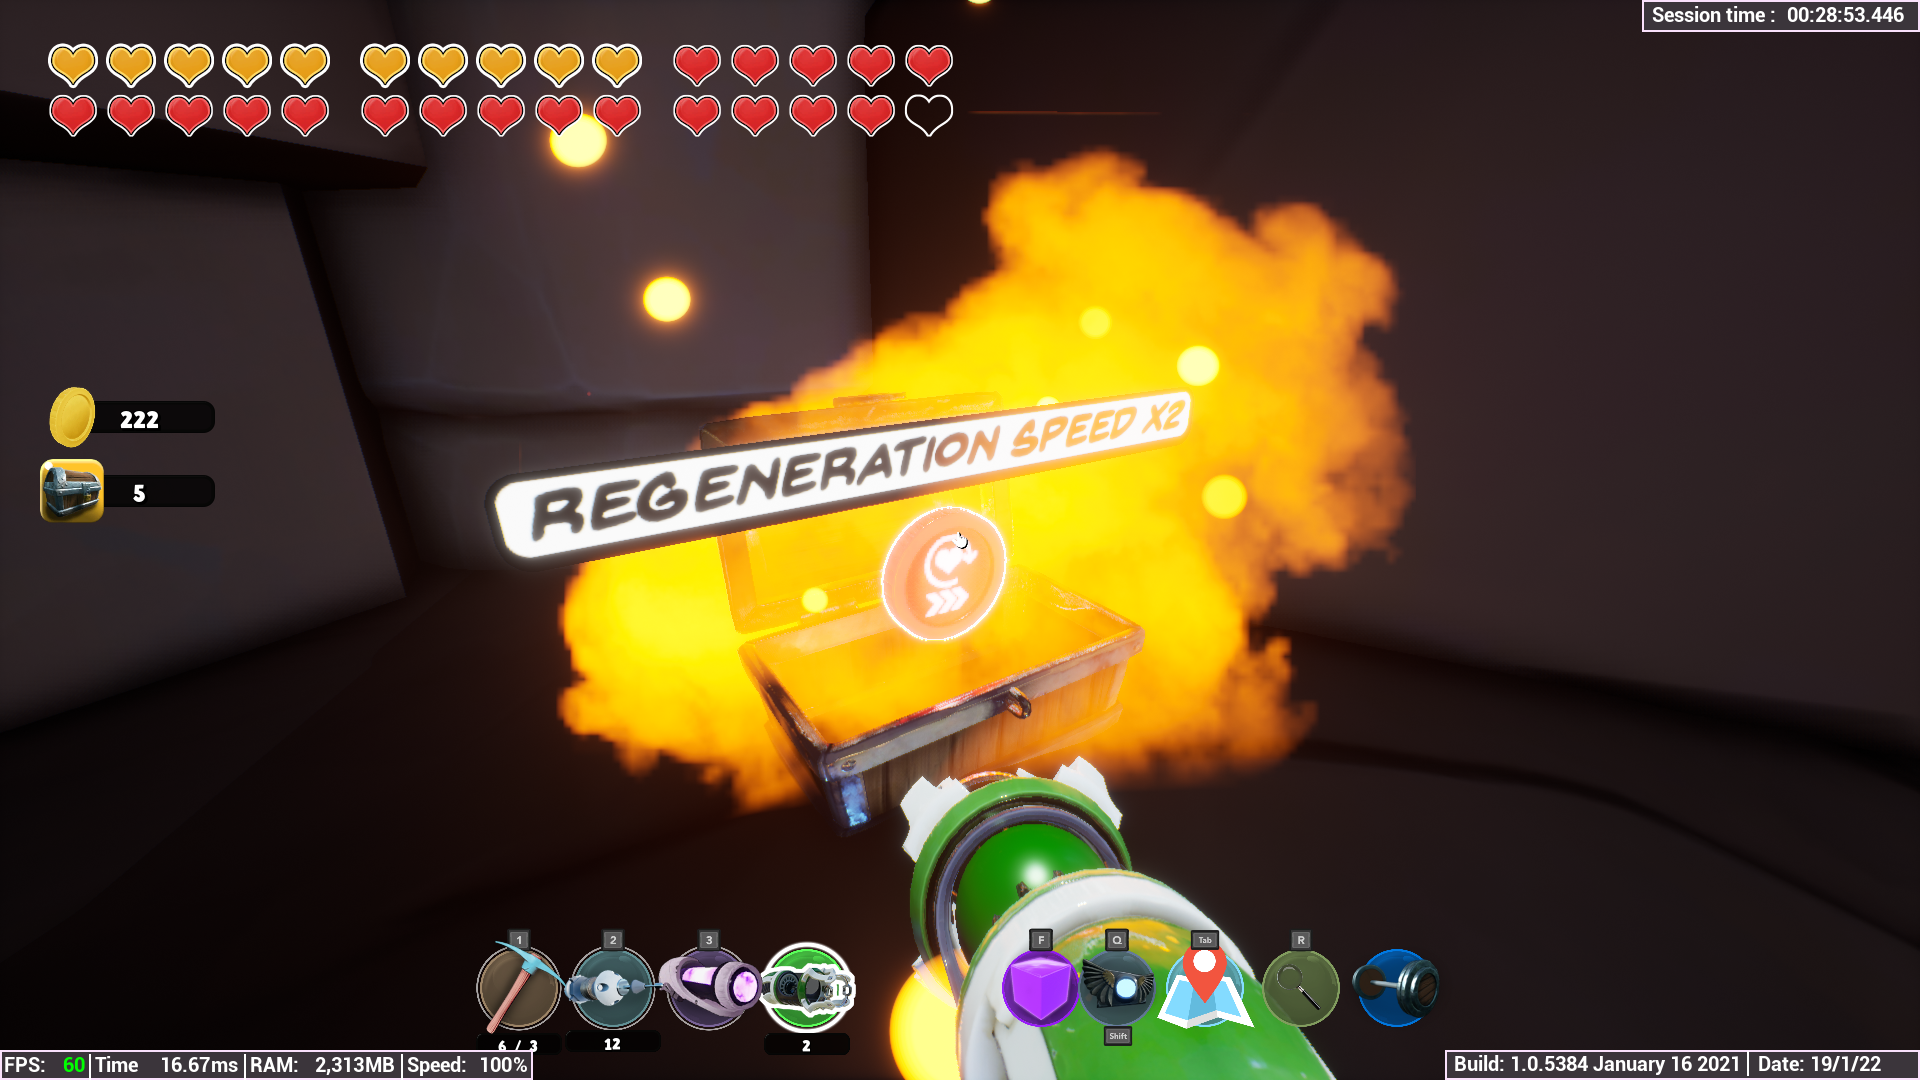 Session time : 00:28:53.446
222
5
REGENERATION SPEED X2
1 2 3 F Q Tab R
Shift
6 / 3 12 2
FPS: 60 Time 16.67ms RAM: 2,313MB Speed: 100%
Build: 1.0.5384 January 16 2021 Date: 19/1/22